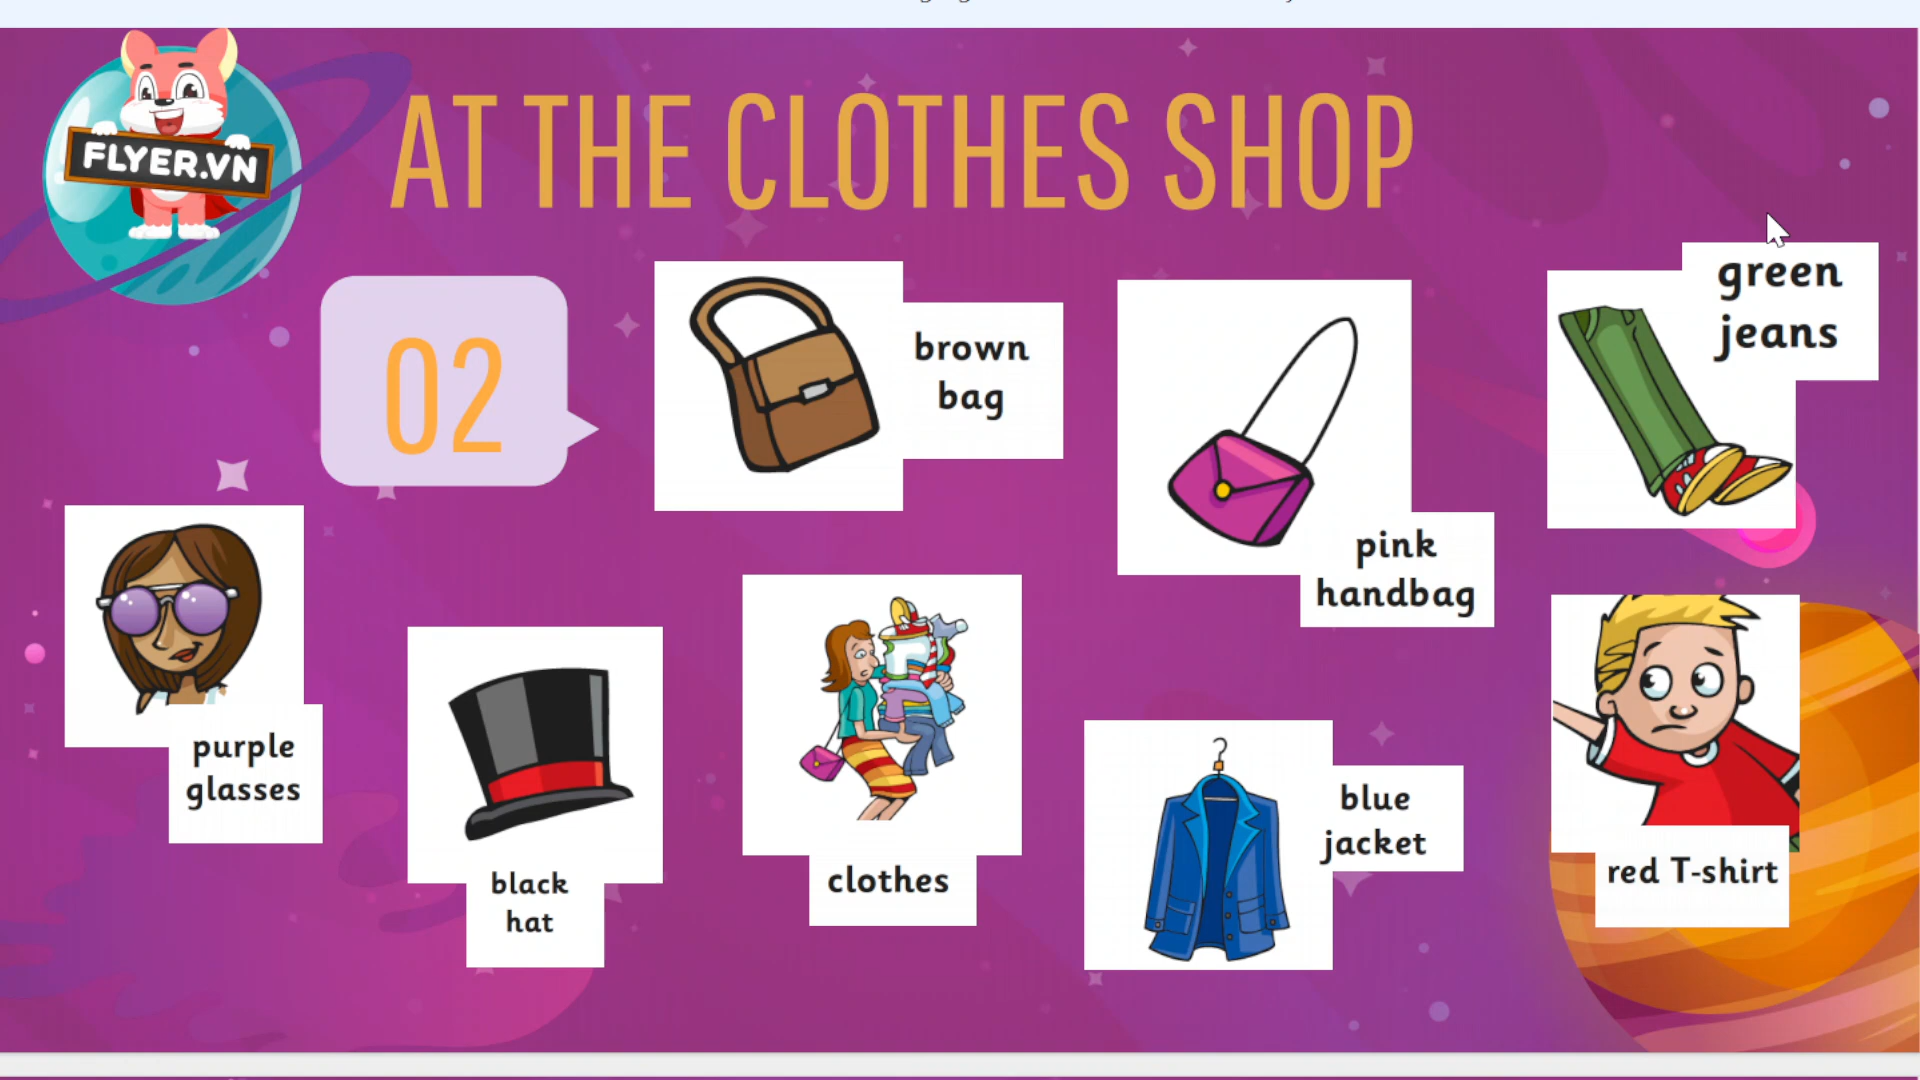 FLYER.VN
AT THE CLOTHES SHOP
02
brown
bag
pink
handbag
green
jeans
purple
glasses
black
hat
clothes
blue
jacket
red T-shirt